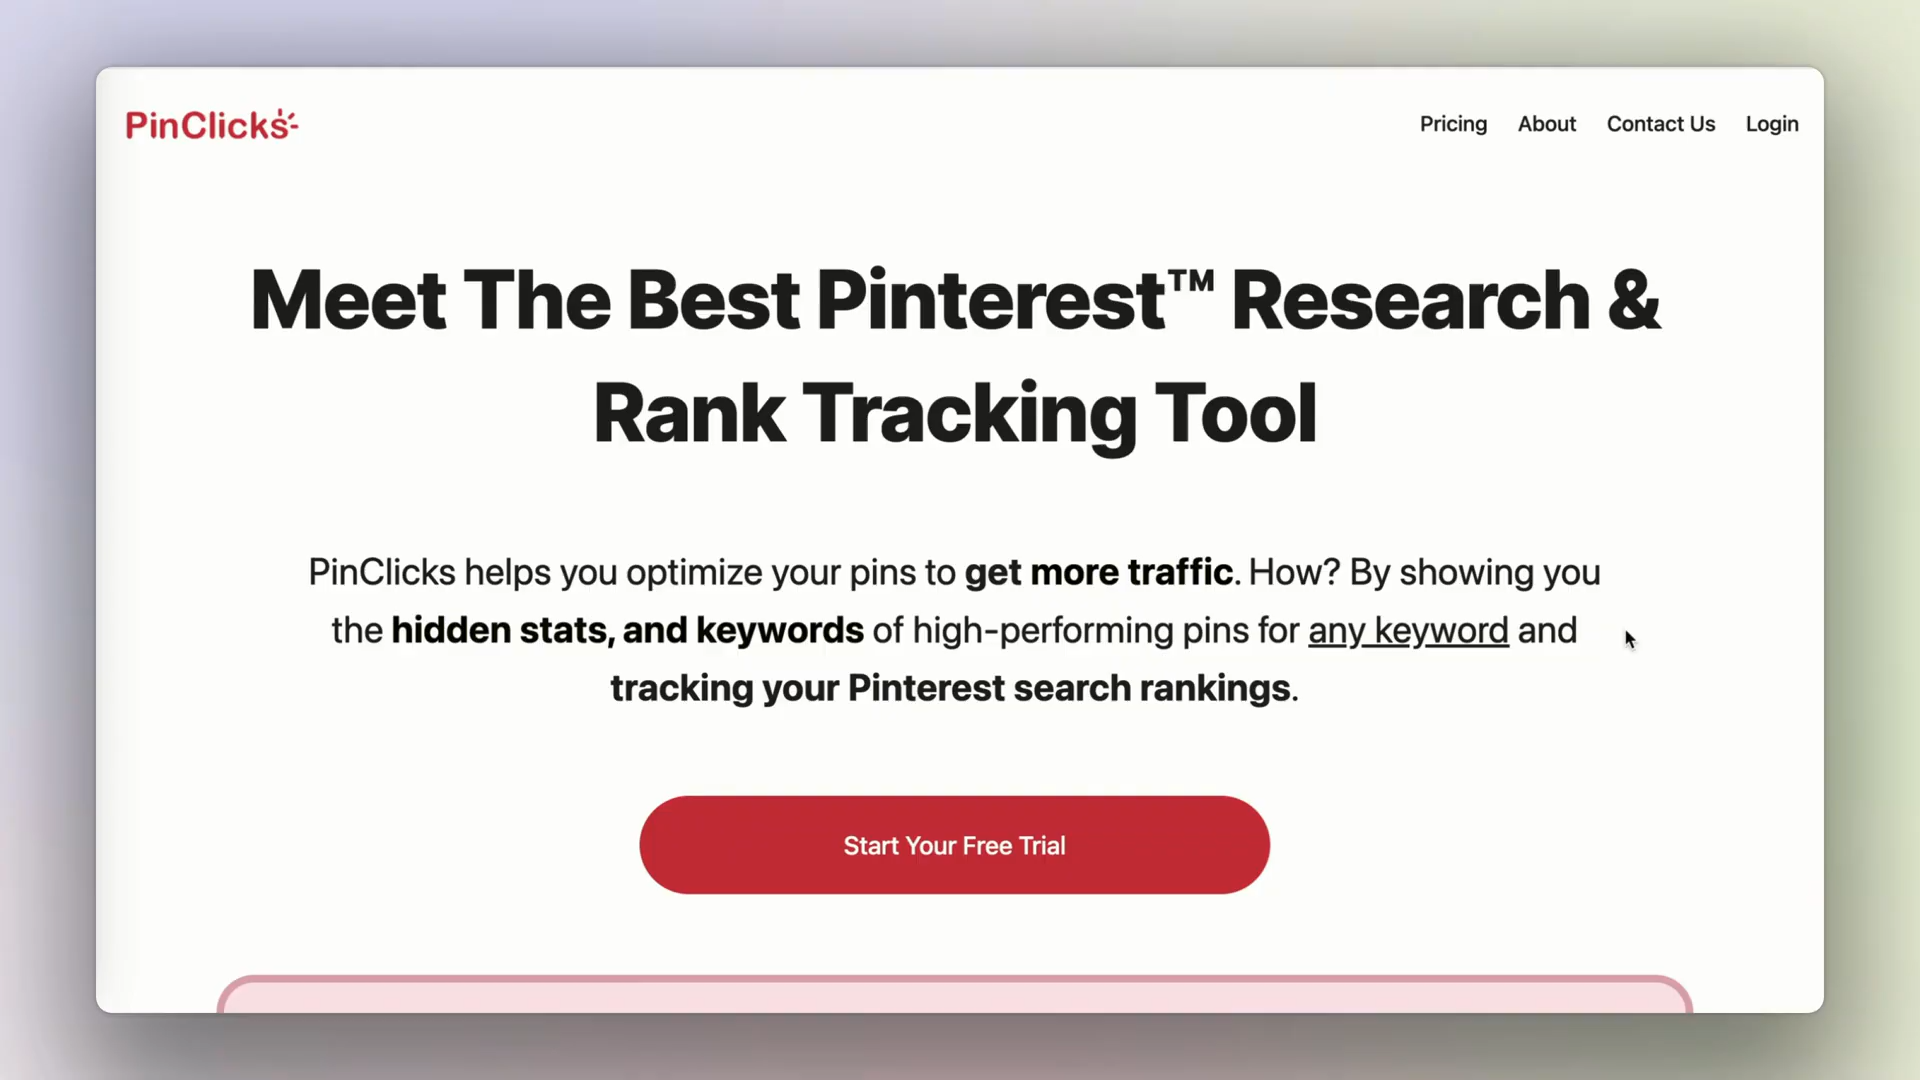 PinClicks
Pricing About Contact Us Login
Meet The Best Pinterest™ Research &
Rank Tracking Tool
PinClicks helps you optimize your pins to get more traffic. How? By showing you
the hidden stats, and keywords of high-performing pins for any keyword and
tracking your Pinterest search rankings.
Start Your Free Trial